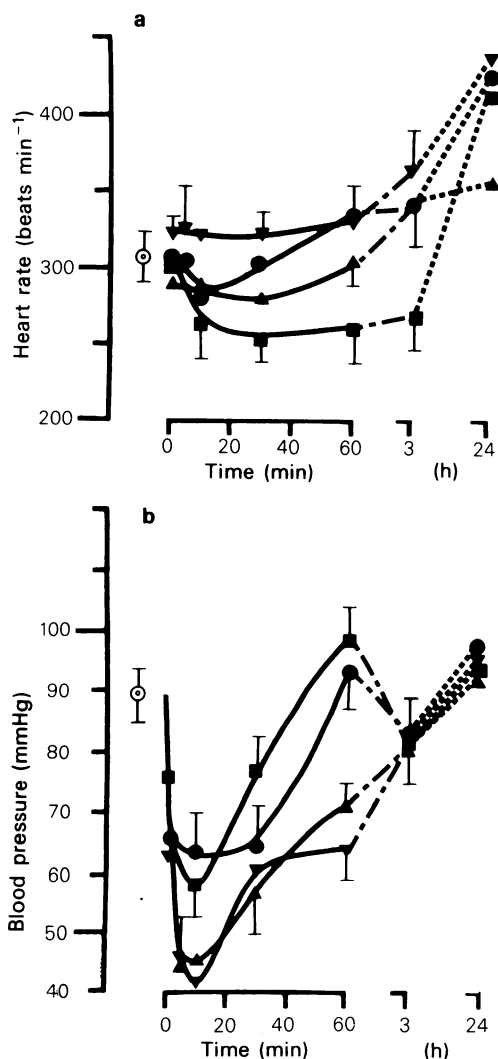 a
Heart rate (beats min⁻¹)
400
300
200
0 20 40 60 3 24
Time (min) (h)
b
Blood pressure (mmHg)
100
90
80
70
60
50
40
0 20 40 60 3 24
Time (min) (h)